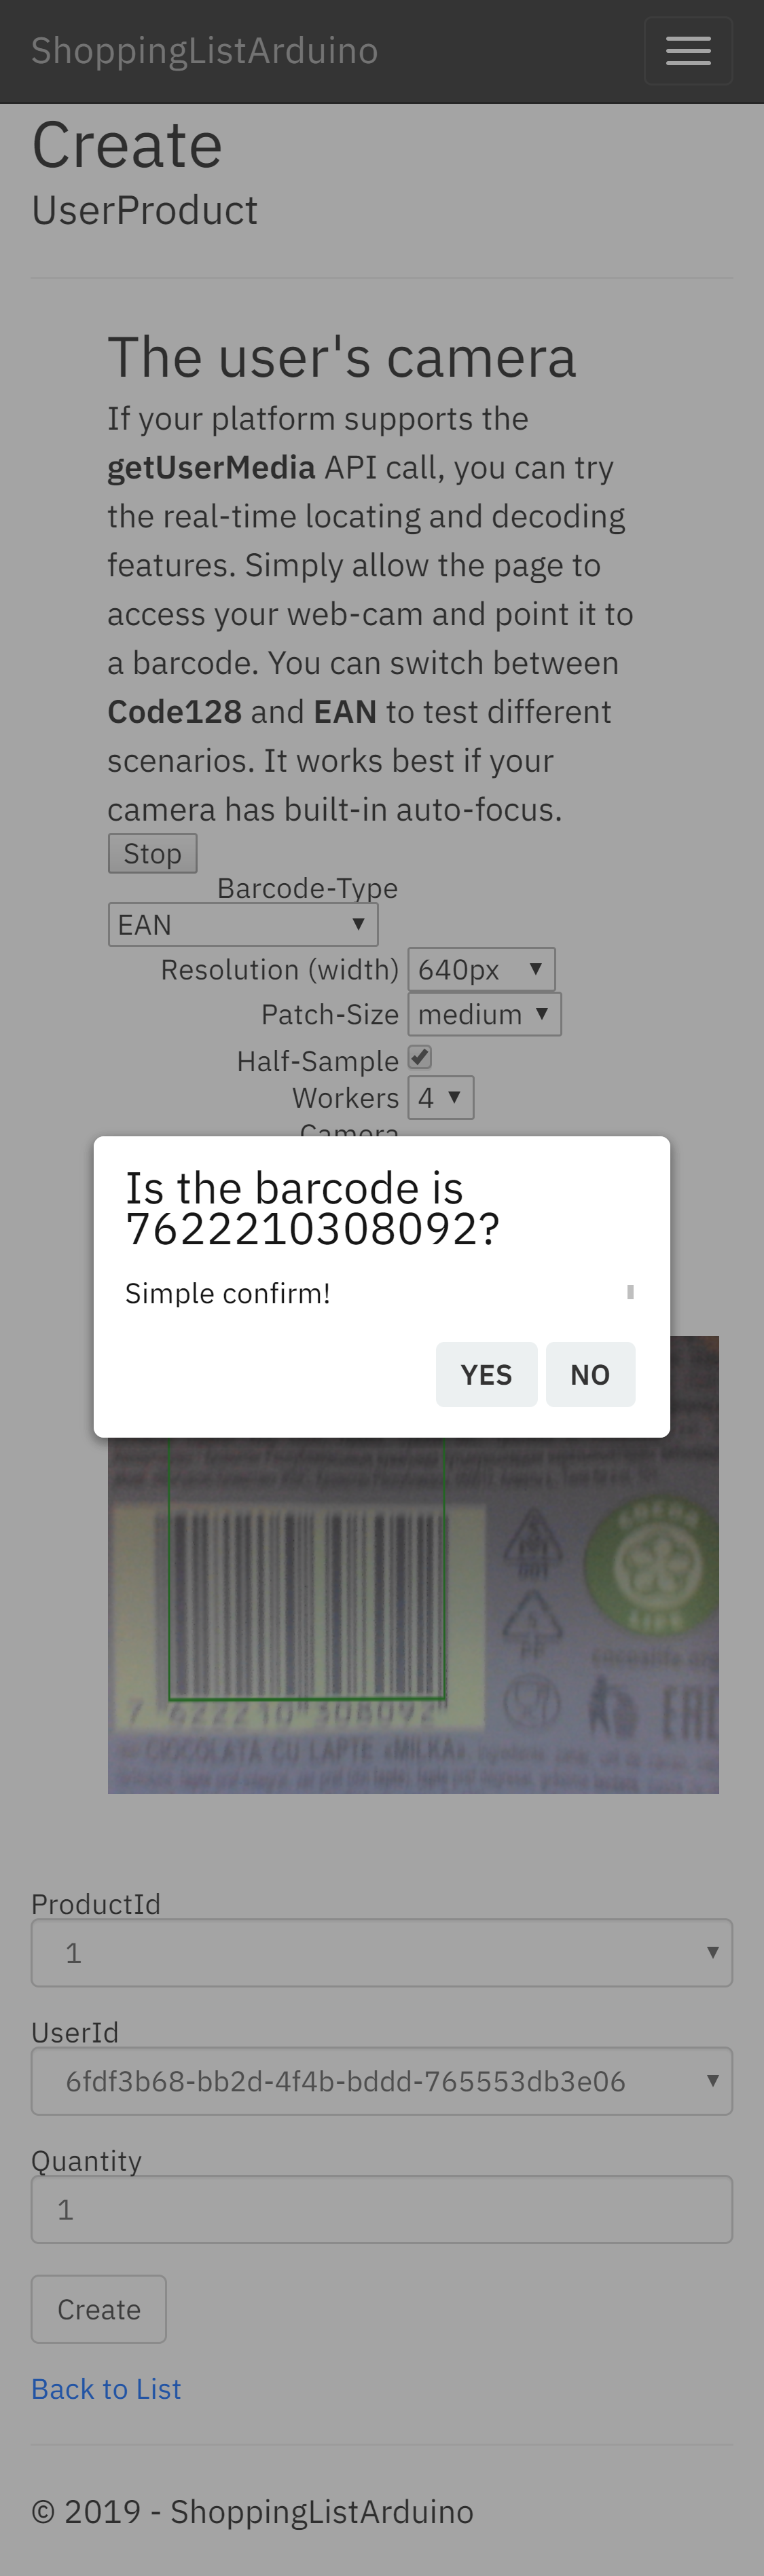 ShoppingListArduino
Create
UserProduct
The user's camera
If your platform supports the
getUserMedia API call, you can try
the real-time locating and decoding
features. Simply allow the page to
access your web-cam and point it to
a barcode. You can switch between
Code128 and EAN to test different
scenarios. It works best if your
camera has built-in auto-focus.
Stop
Barcode-Type
EAN
Resolution (width) 640px
Patch-Size medium
Half-Sample
Workers 4
Camera
Is the barcode is
7622210308092?
Simple confirm!
YES NO
COCOA
LIFE
7 622210 308092
CIOCOLATĂ CU LAPTE «MILKA».
ProductId
1
UserId
6fdf3b68-bb2d-4f4b-bddd-765553db3e06
Quantity
1
Create
Back to List
© 2019 - ShoppingListArduino